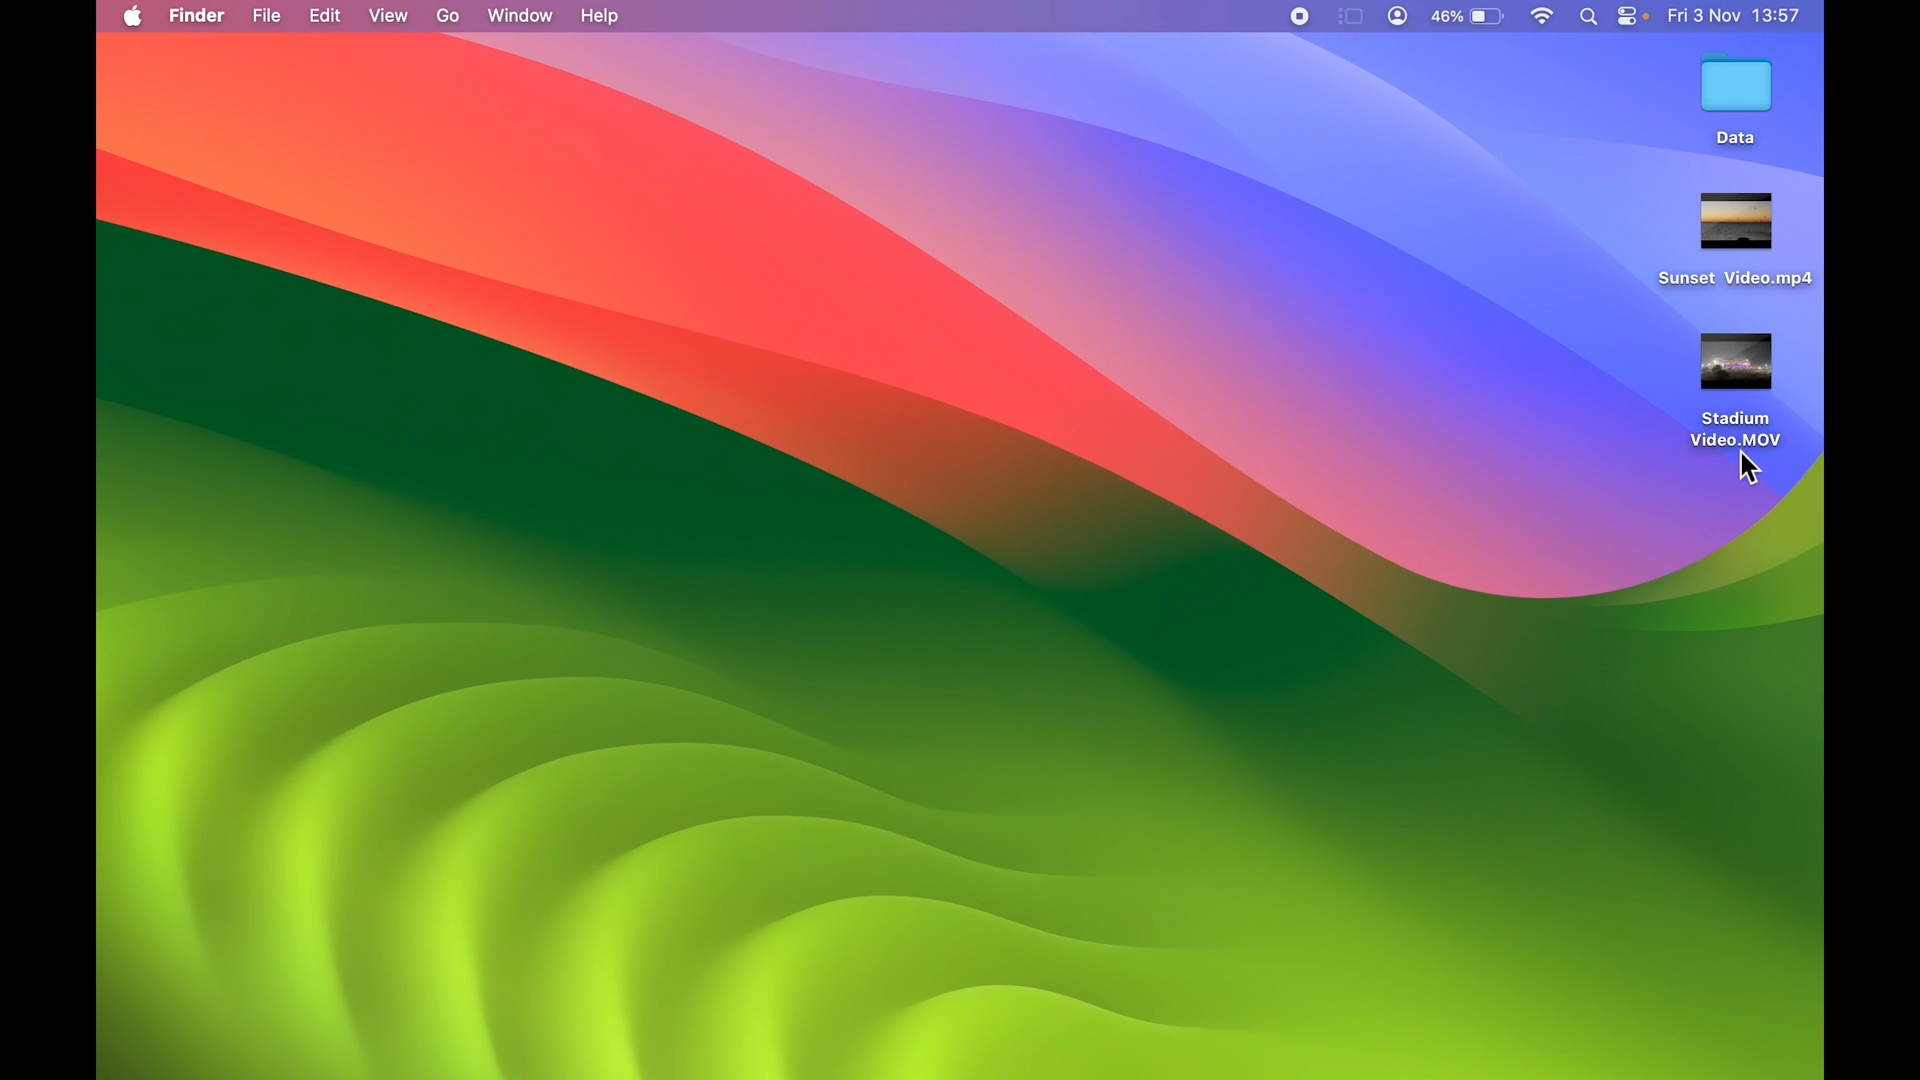 Finder File Edit View Go Window Help 46% Fri 3 Nov 13:57
Data
Sunset Video.mp4
Stadium
Video.MOV